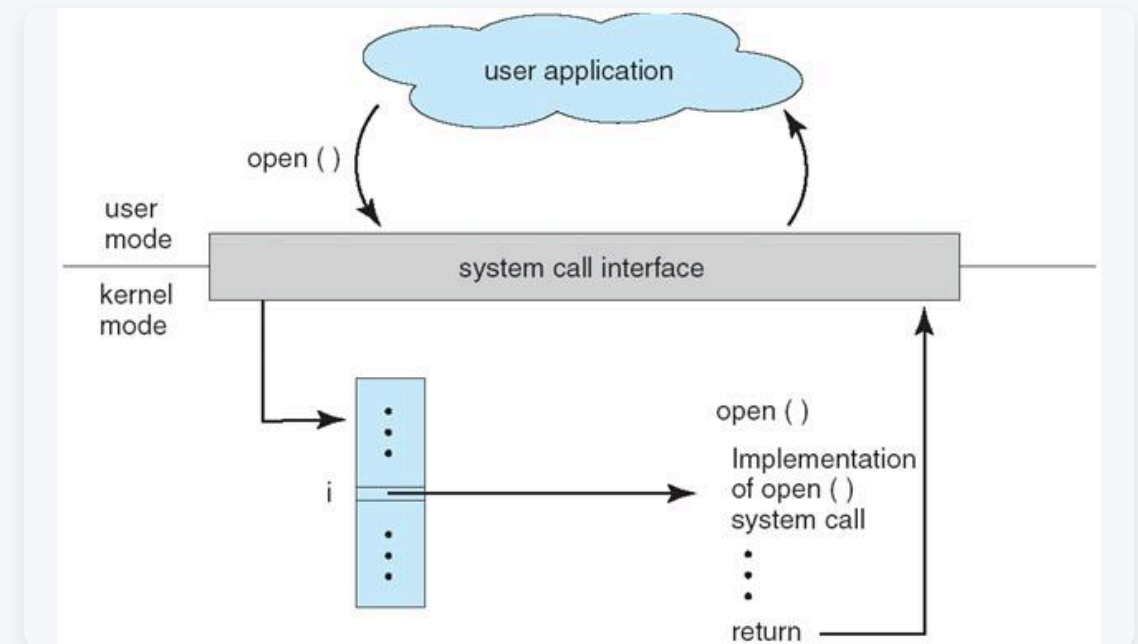 user application
open ( )
user
mode
system call interface
kernel
mode
open ( )
Implementation
of open ( )
system call
i
return